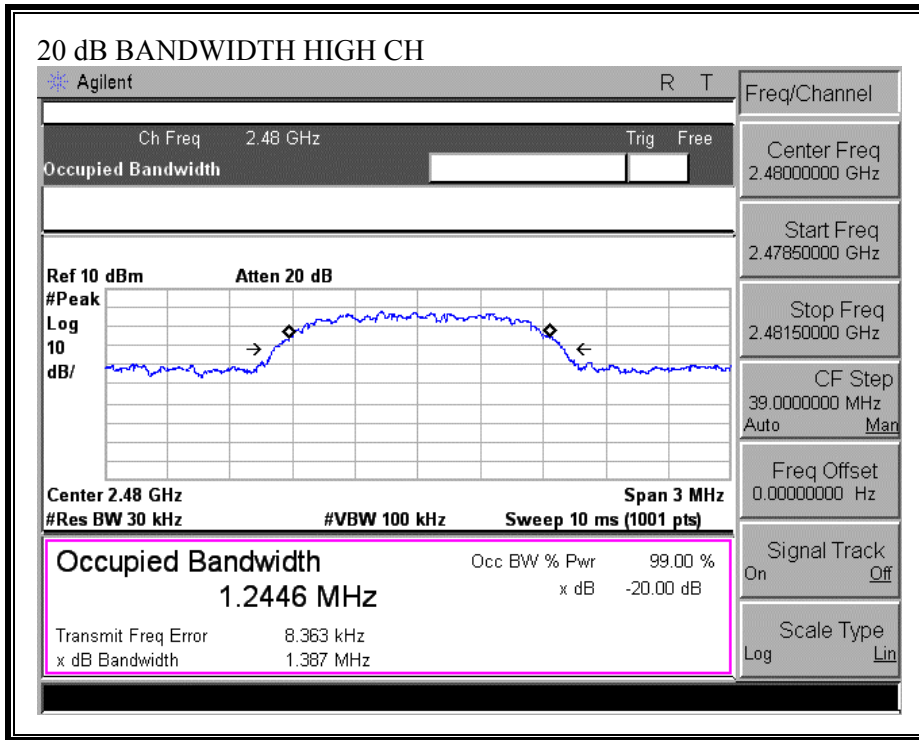 20 dB BANDWIDTH HIGH CH
Agilent R T
Ch Freq 2.48 GHz Trig Free
Occupied Bandwidth
Ref 10 dBm Atten 20 dB
#Peak
Log
10
dB/
Center 2.48 GHz Span 3 MHz
#Res BW 30 kHz #VBW 100 kHz Sweep 10 ms (1001 pts)
Occupied Bandwidth Occ BW % Pwr 99.00 %
1.2446 MHz x dB -20.00 dB
Transmit Freq Error 8.363 kHz
x dB Bandwidth 1.387 MHz
Freq/Channel
Center Freq
2.48000000 GHz
Start Freq
2.47850000 GHz
Stop Freq
2.48150000 GHz
CF Step
39.0000000 MHz
Auto Man
Freq Offset
0.00000000 Hz
Signal Track
On Off
Scale Type
Log Lin